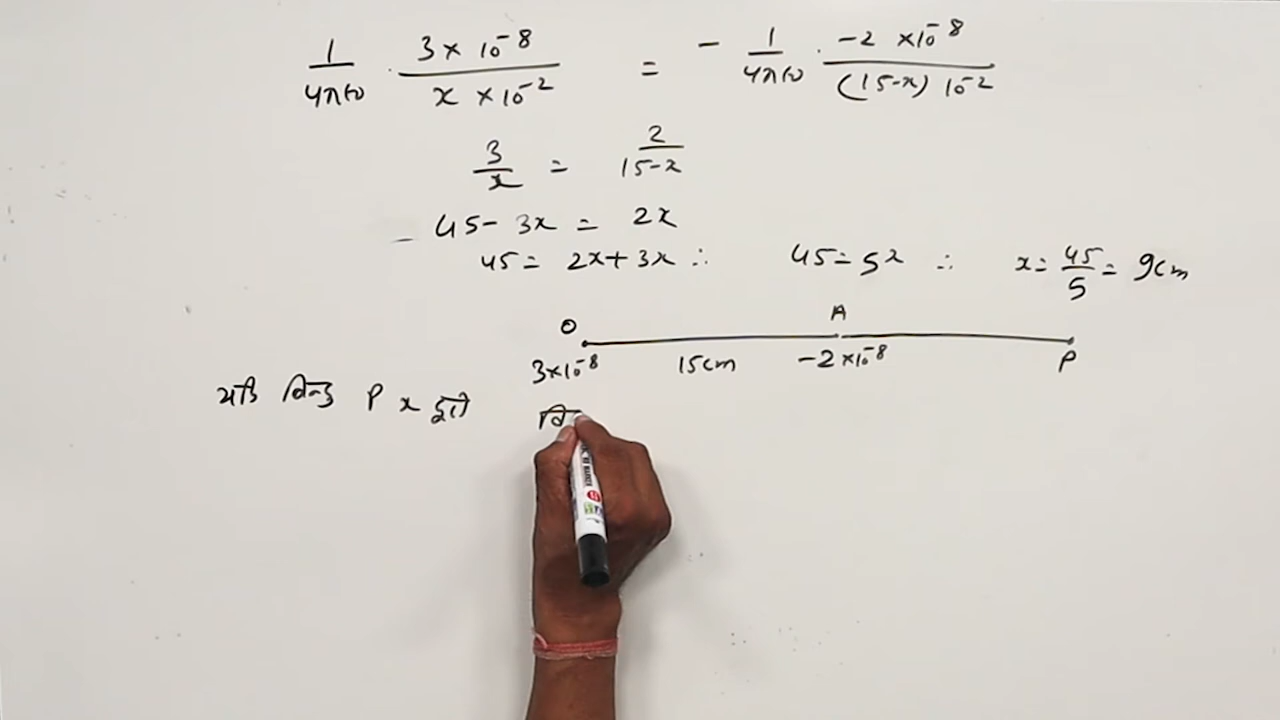 1/4πε0 · 3 × 10⁻⁸ / x × 10⁻² = - 1/4πε0 · -2 × 10⁻⁸ / (15-x) 10⁻²
3/x = 2/15-x
45 - 3x = 2x
45 = 2x + 3x ∴ 45 = 5x ∴ x = 45/5 = 9cm
O A
3×10⁻⁸ 15cm -2×10⁻⁸ P
यदि बिन्दु P x दूरी वि